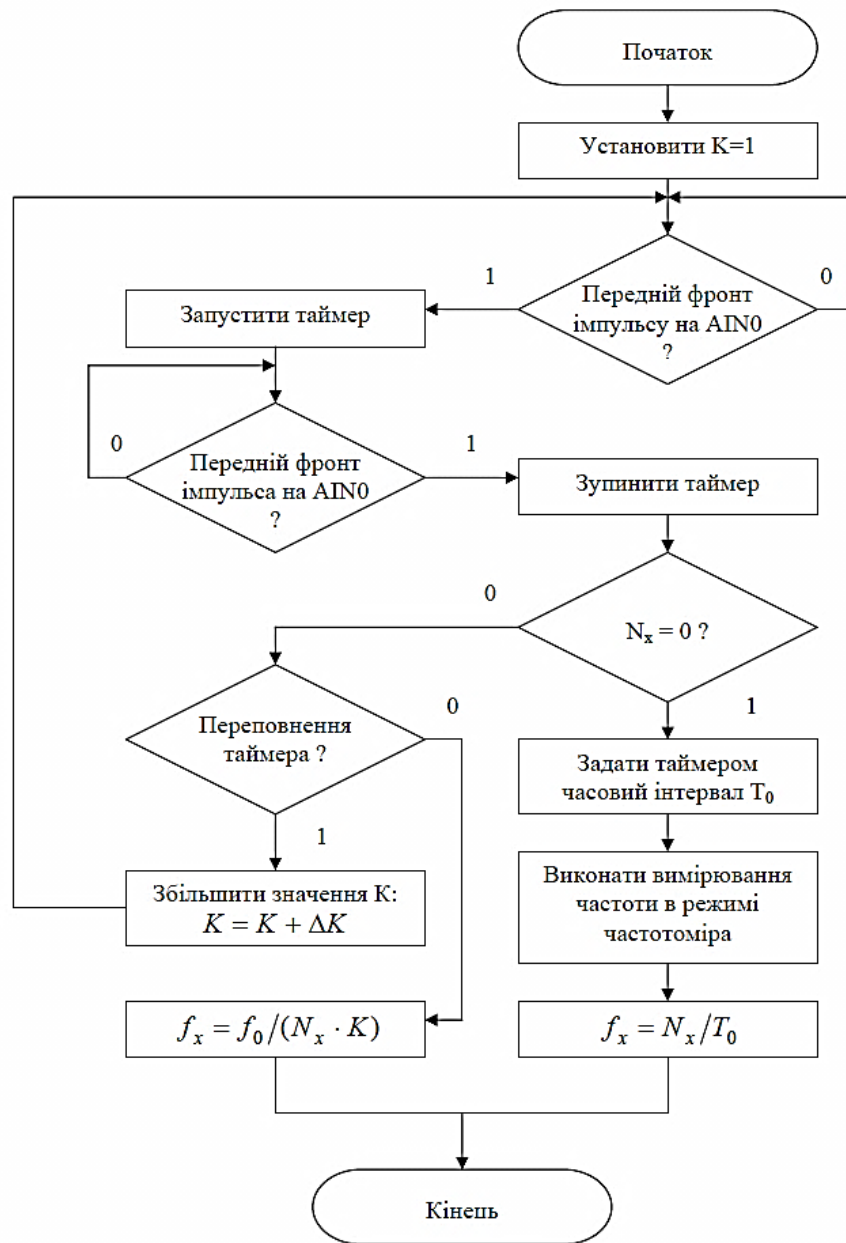 Початок
Установити K=1
1
0
Передній фронт
імпульсу на AIN0
?
Запустити таймер
0
1
Передній фронт
імпульса на AIN0
?
Зупинити таймер
0
Nₓ = 0 ?
1
Переповнення
таймера ?
0
1
Задати таймером
часовий інтервал T₀
Збільшити значення К:
K = K + ΔK
Виконати вимірювання
частоти в режимі
частотоміра
fₓ = f₀/(Nₓ · K)
fₓ = Nₓ/T₀
Кінець